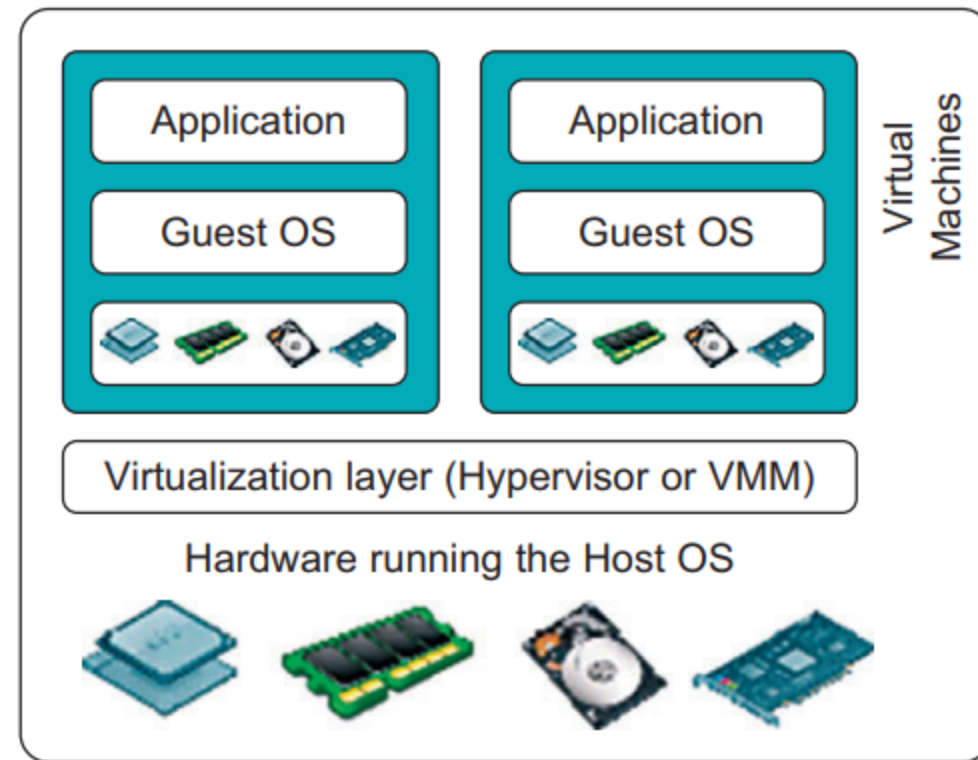 Application
Application
Virtual
Machines
Guest OS
Guest OS
Virtualization layer (Hypervisor or VMM)
Hardware running the Host OS